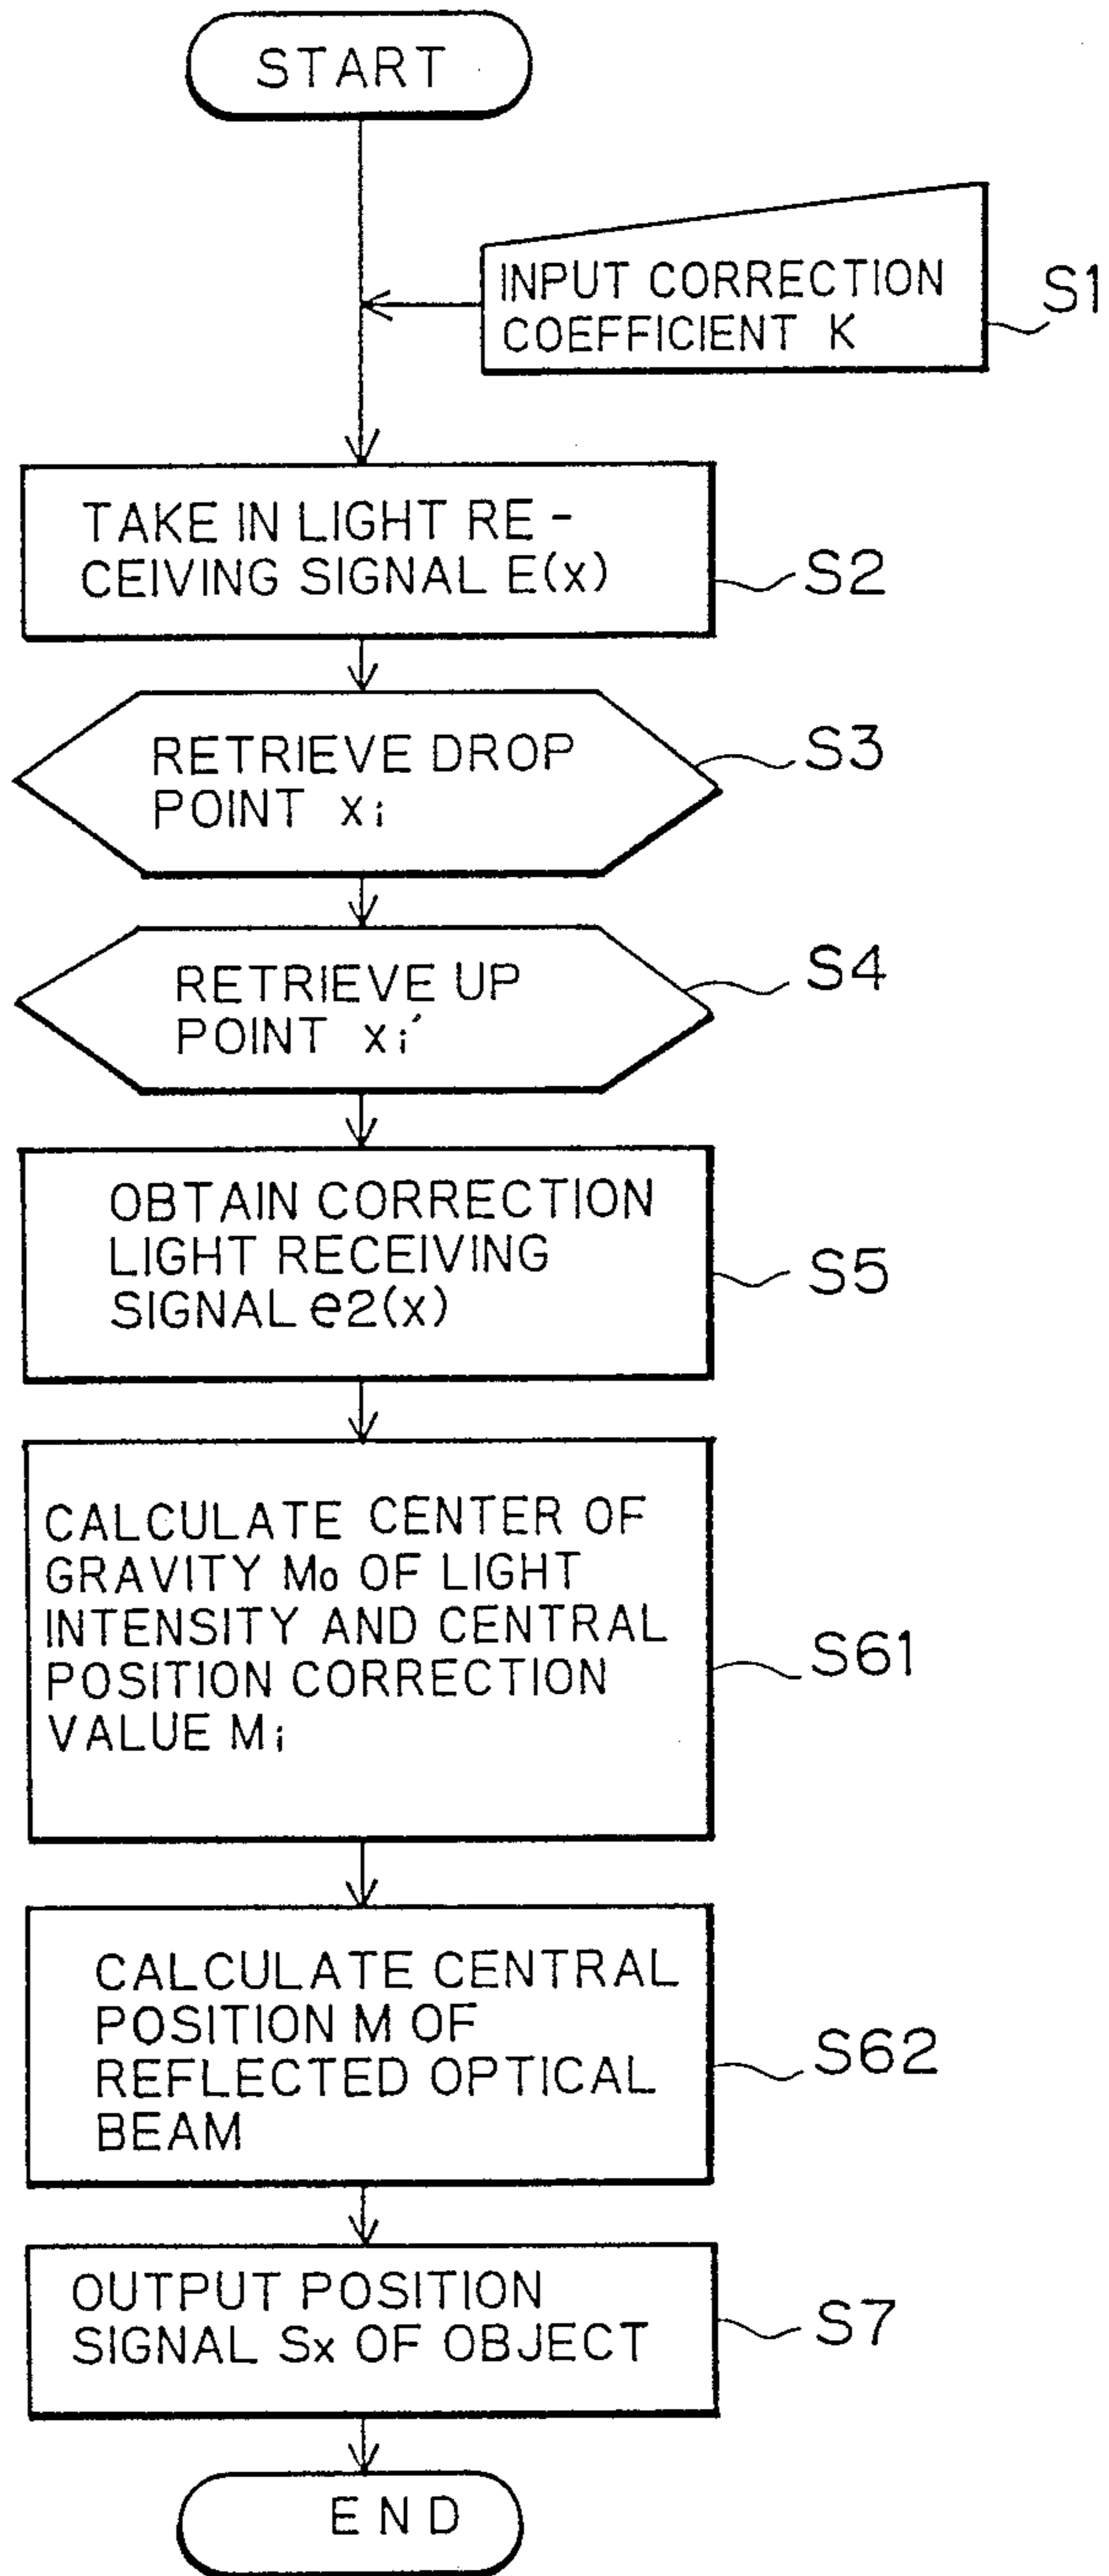 START
INPUT CORRECTION
COEFFICIENT K
S1
TAKE IN LIGHT RE-
CEIVING SIGNAL E(x)
S2
RETRIEVE DROP
POINT xi
S3
RETRIEVE UP
POINT xi'
S4
OBTAIN CORRECTION
LIGHT RECEIVING
SIGNAL e2(x)
S5
CALCULATE CENTER OF
GRAVITY Mo OF LIGHT
INTENSITY AND CENTRAL
POSITION CORRECTION
VALUE Mi
S61
CALCULATE CENTRAL
POSITION M OF
REFLECTED OPTICAL
BEAM
S62
OUTPUT POSITION
SIGNAL Sx OF OBJECT
S7
END